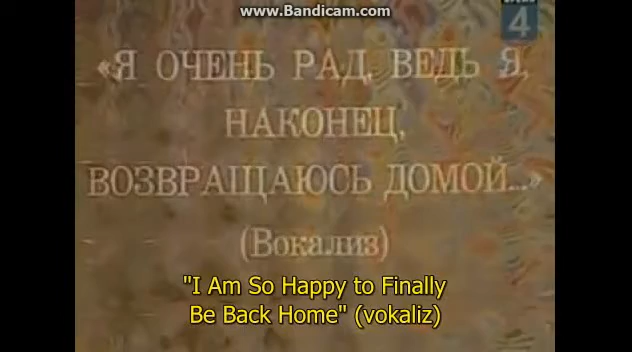 www.Bandicam.com
ВРЕМЯ
4
«Я ОЧЕНЬ РАД, ВЕДЬ Я,
НАКОНЕЦ,
ВОЗВРАЩАЮСЬ ДОМОЙ...»
(Вокализ)
"I Am So Happy to Finally
Be Back Home" (vokaliz)